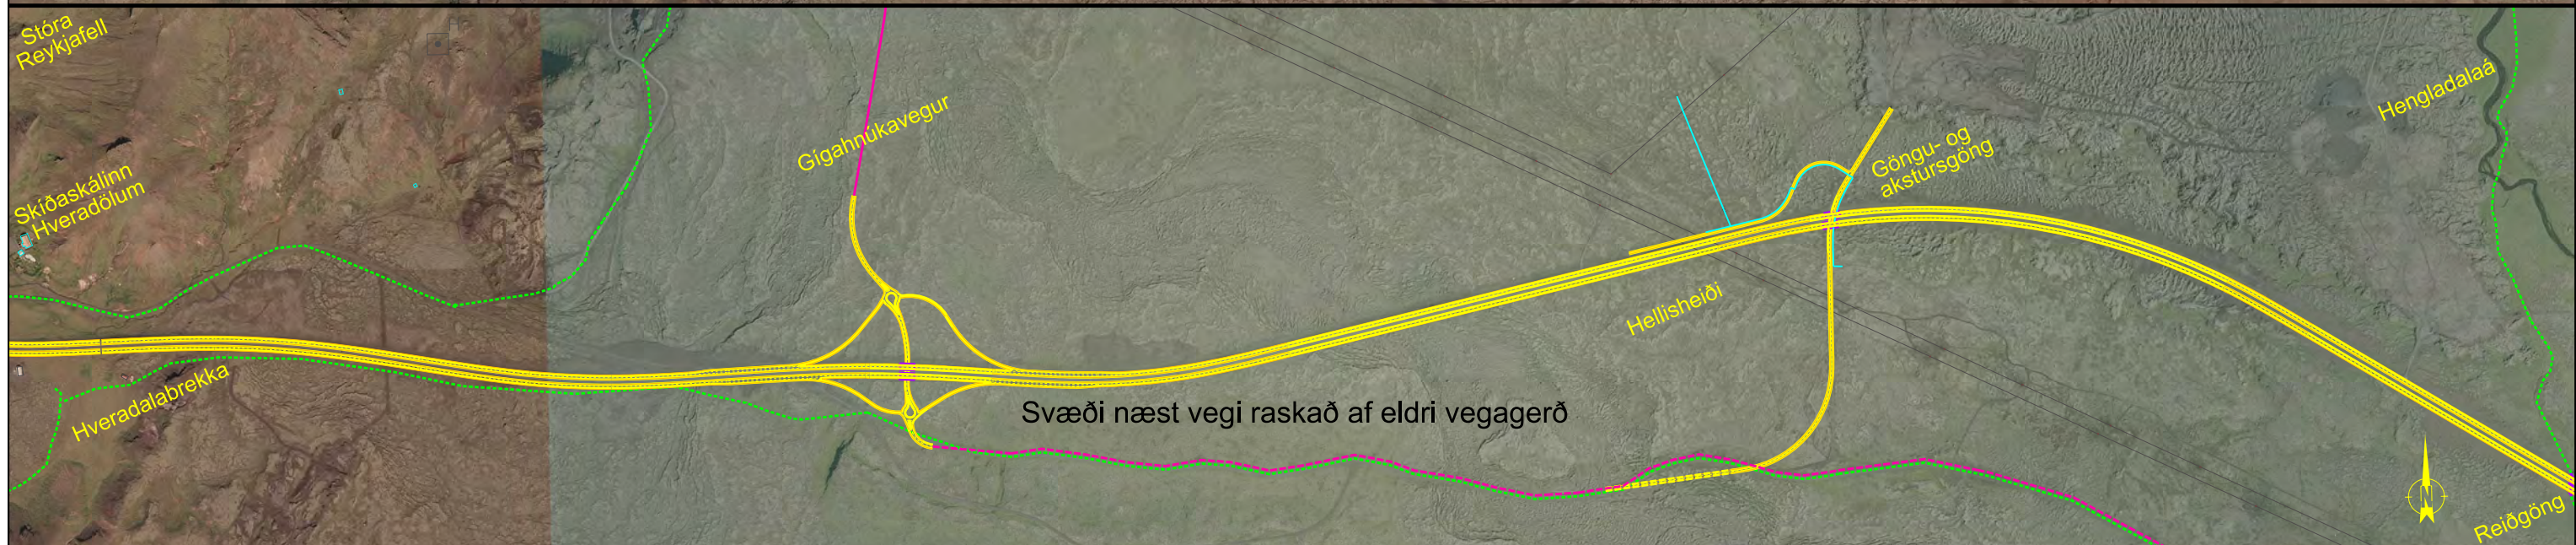 Stóra
Reykjafell
Skíðaskálinn
Hveradölum
Hveradalabrekka
Gígahnúkavegur
Svæði næst vegi raskað af eldri vegagerð
Hellisheiði
Göngu- og
akstursgöng
Hengladalaá
N
Reiðgöng